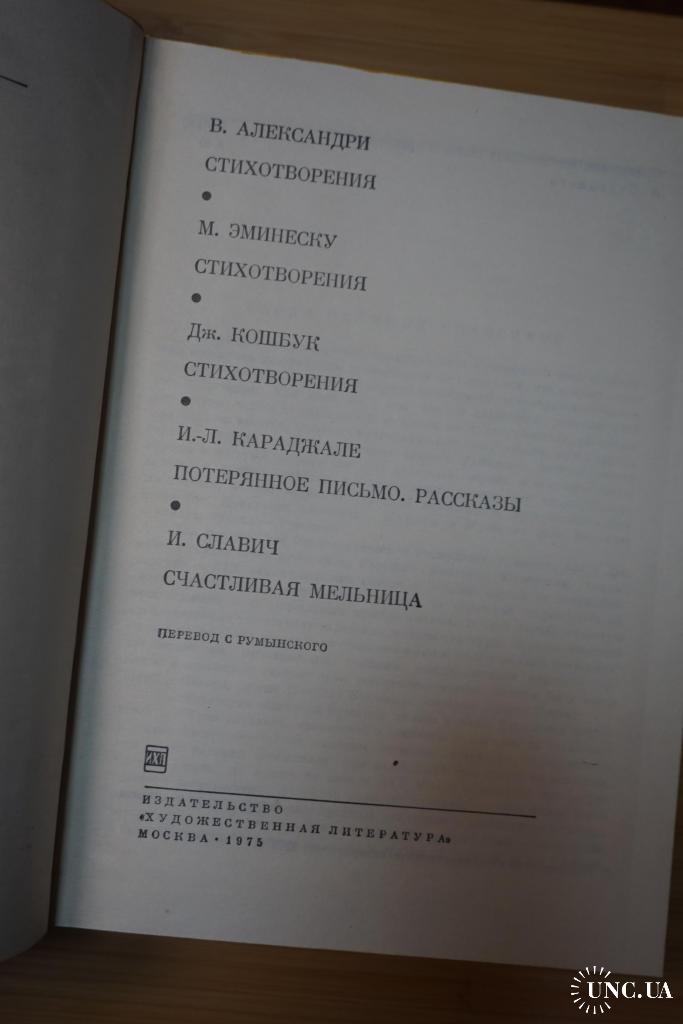 В. АЛЕКСАНДРИ
СТИХОТВОРЕНИЯ
●
М. ЭМИНЕСКУ
СТИХОТВОРЕНИЯ
●
Дж. КОШБУК
СТИХОТВОРЕНИЯ
●
И.-Л. КАРАДЖАЛЕ
ПОТЕРЯННОЕ ПИСЬМО. РАССКАЗЫ
●
И. СЛАВИЧ
СЧАСТЛИВАЯ МЕЛЬНИЦА
ПЕРЕВОД С РУМЫНСКОГО
ИХЛ
ИЗДАТЕЛЬСТВО
«ХУДОЖЕСТВЕННАЯ ЛИТЕРАТУРА»
МОСКВА · 1975
UNC.UA